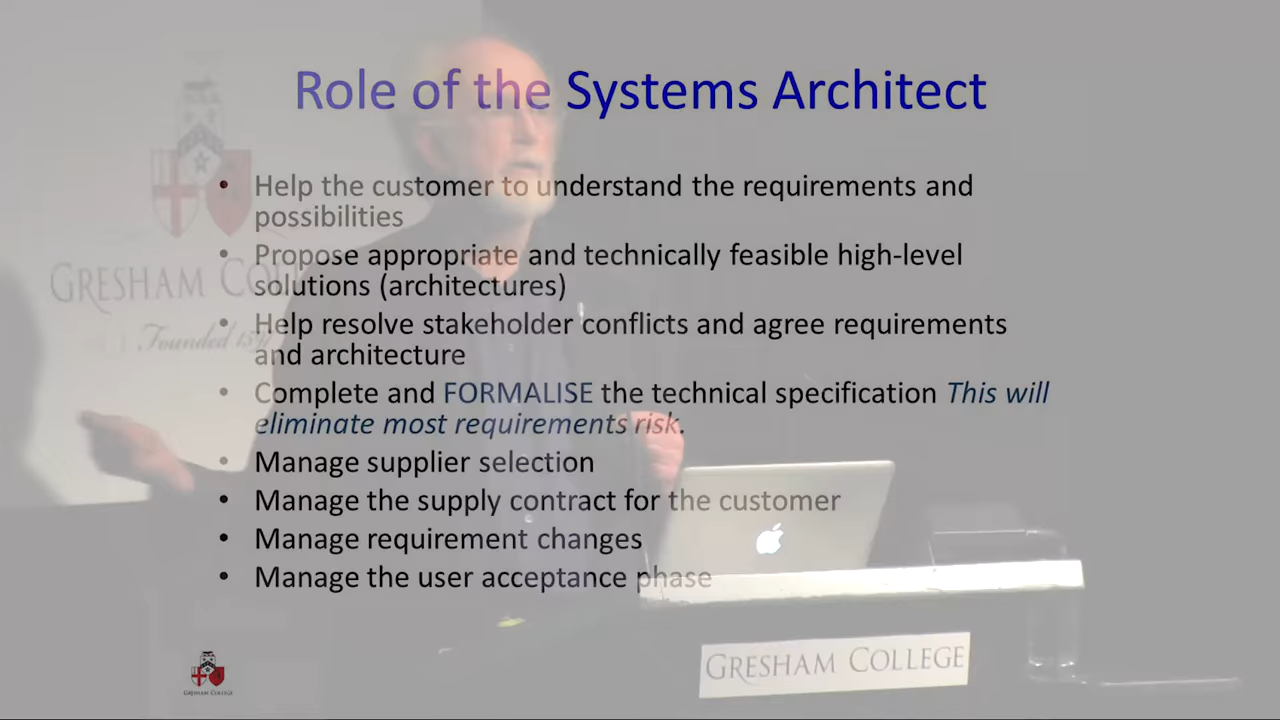 Role of the Systems Architect
• Help the customer to understand the requirements and
possibilities
• Propose appropriate and technically feasible high-level
solutions (architectures)
• Help resolve stakeholder conflicts and agree requirements
and architecture
• Complete and FORMALISE the technical specification This will
eliminate most requirements risk.
• Manage supplier selection
• Manage the supply contract for the customer
• Manage requirement changes
• Manage the user acceptance phase
GRESHAM CO
Founded
GRESHAM COLLEGE
GRESHAM COLLEGE